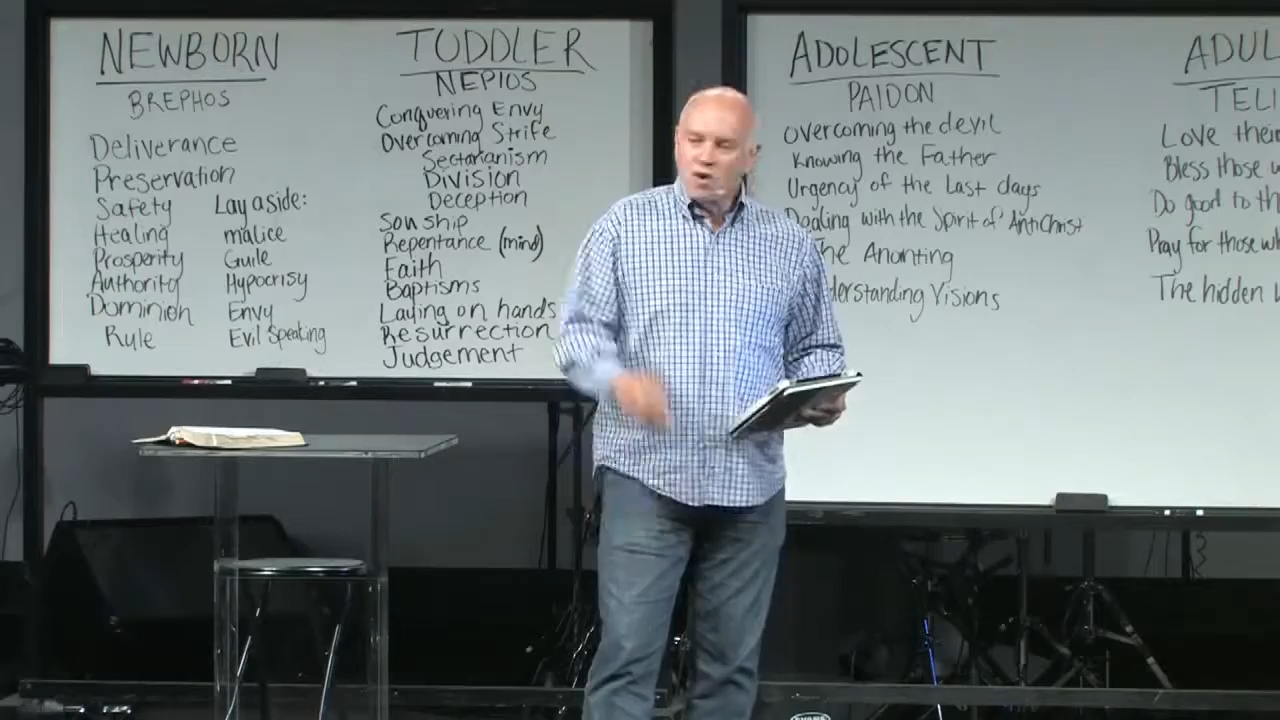 NEWBORN
BREPHOS
Deliverance
Preservation
Safety
Healing
Prosperity
Authority
Dominion
Rule
Lay aside:
malice
Guile
Hypocrisy
Envy
Evil Speaking
TODDLER
NEPIOS
Conquering Envy
Overcoming Strife
Sectarianism
Division
Deception
Sonship
Repentance (mind)
Faith
Baptisms
Laying on hands
Resurrection
Judgement
ADOLESCENT
PAIDON
Overcoming the devil
Knowing the Father
Urgency of the Last days
Dealing with the Spirit of AntiChrist
The Anointing
derstanding Visions
ADUL
TELI
Love their
Bless those w
Do good to th
Pray for those wh
The hidden